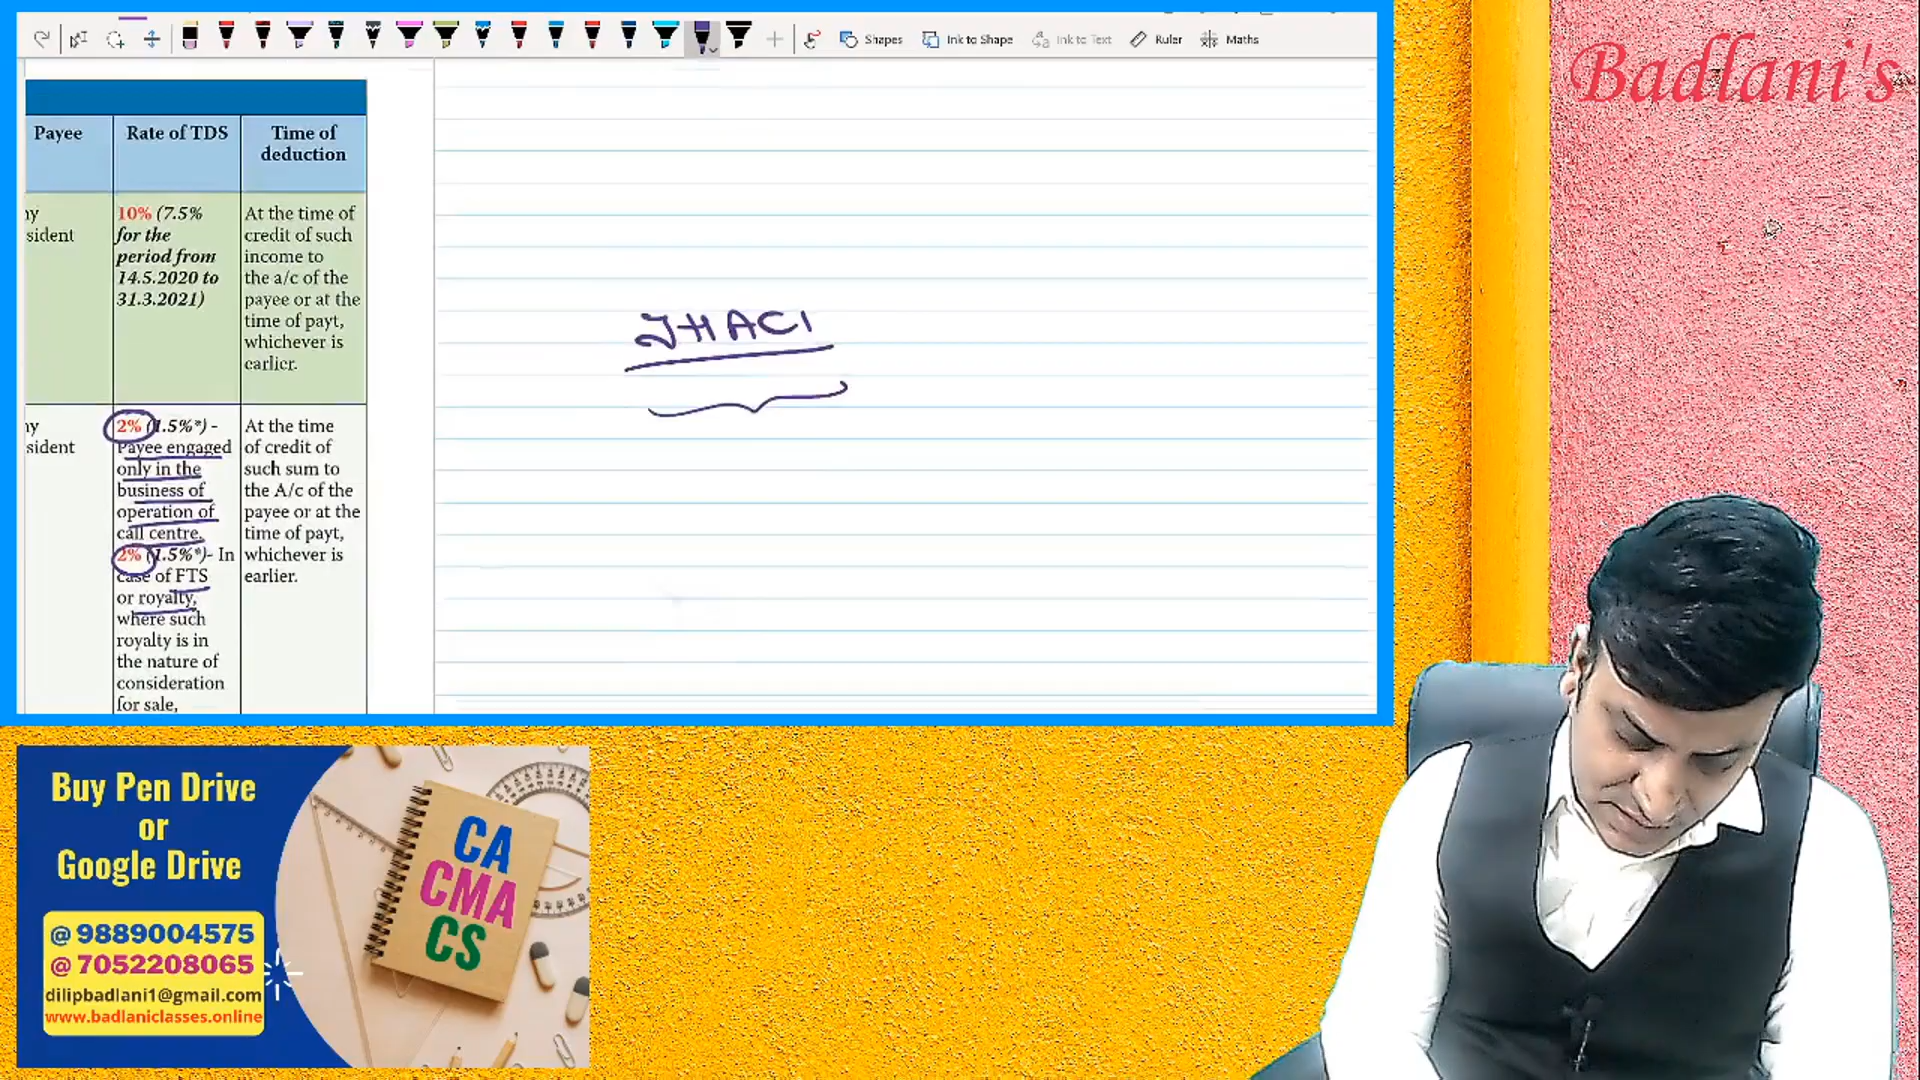 Shapes
Ink to Shape
Ink to Text
Ruler
Maths
Badlani's
Payee
Rate of TDS
Time of
deduction
sident
10% (7.5%
for the
period from
14.5.2020 to
31.3.2021)
At the time of
credit of such
income to
the a/c of the
payee or at the
time of payt,
whichever is
earlier.
sident
2% (1.5%*) -
Payee engaged
only in the
business of
operation of
call centre.
2% (1.5%*)- In
case of FTS
or royalty,
where such
royalty is in
the nature of
consideration
for sale,
At the time
of credit of
such sum to
the A/c of the
payee or at the
time of payt,
whichever is
earlier.
Buy Pen Drive
or
Google Drive
@ 9889004575
@ 7052208065
dilipbadlani1@gmail.com
www.badlaniclasses.online
CA
CMA
CS